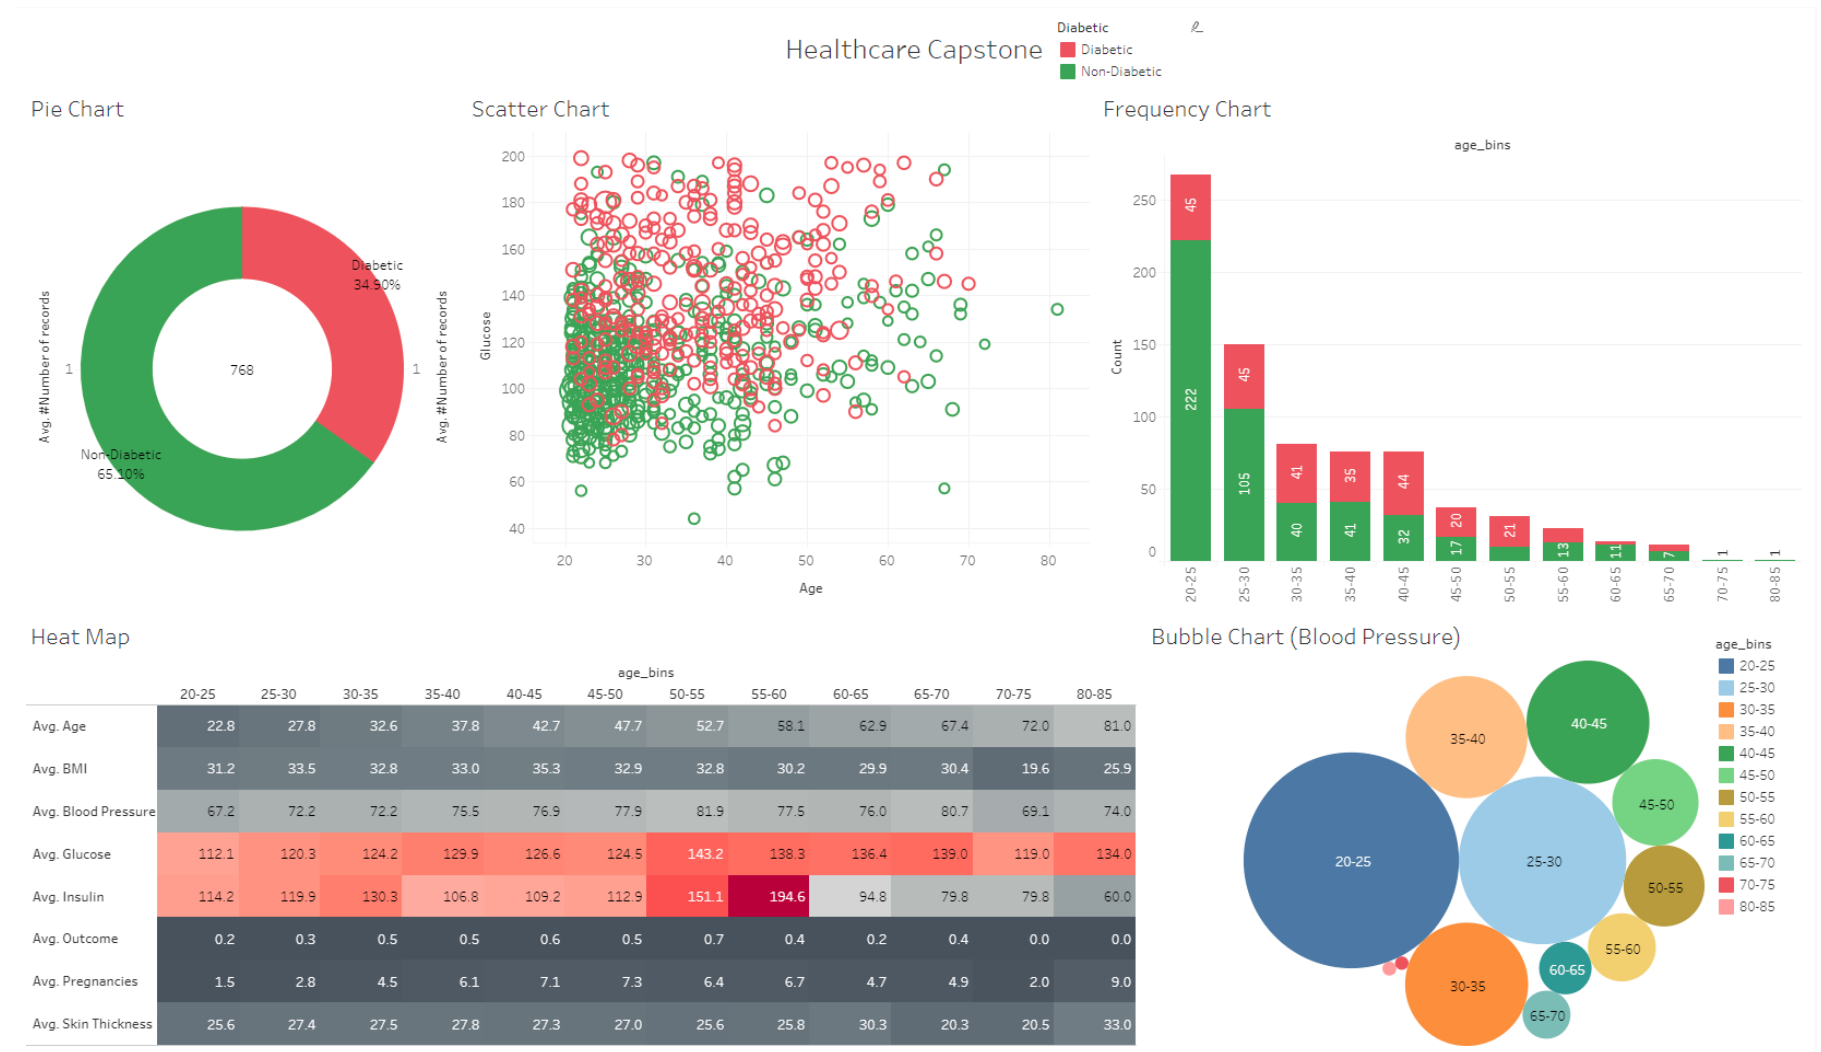 Healthcare Capstone
Diabetic
Diabetic
Non-Diabetic
Pie Chart
Avg. #Number of records
1
Diabetic
34.90%
768
Non-Diabetic
65.10%
1
Avg. #Number of records
Scatter Chart
Glucose
200
180
160
140
120
100
80
60
40
20 30 40 50 60 70 80
Age
Frequency Chart
age_bins
Count
250
200
150
100
50
0
45 45 41 35 44 20 21
222 105 40 41 32 17 13 11 7 1 1
20-25 25-30 30-35 35-40 40-45 45-50 50-55 55-60 60-65 65-70 70-75 80-85
Heat Map
age_bins
20-25 25-30 30-35 35-40 40-45 45-50 50-55 55-60 60-65 65-70 70-75 80-85
Avg. Age 22.8 27.8 32.6 37.8 42.7 47.7 52.7 58.1 62.9 67.4 72.0 81.0
Avg. BMI 31.2 33.5 32.8 33.0 35.3 32.9 32.8 30.2 29.9 30.4 19.6 25.9
Avg. Blood Pressure 67.2 72.2 72.2 75.5 76.9 77.9 81.9 77.5 76.0 80.7 69.1 74.0
Avg. Glucose 112.1 120.3 124.2 129.9 126.6 124.5 143.2 138.3 136.4 139.0 119.0 134.0
Avg. Insulin 114.2 119.9 130.3 106.8 109.2 112.9 151.1 194.6 94.8 79.8 79.8 60.0
Avg. Outcome 0.2 0.3 0.5 0.5 0.6 0.5 0.7 0.4 0.2 0.4 0.0 0.0
Avg. Pregnancies 1.5 2.8 4.5 6.1 7.1 7.3 6.4 6.7 4.7 4.9 2.0 9.0
Avg. Skin Thickness 25.6 27.4 27.5 27.8 27.3 27.0 25.6 25.8 30.3 20.3 20.5 33.0
Bubble Chart (Blood Pressure)
40-45
35-40
45-50
20-25
25-30
50-55
55-60
60-65
30-35
65-70
age_bins
20-25
25-30
30-35
35-40
40-45
45-50
50-55
55-60
60-65
65-70
70-75
80-85